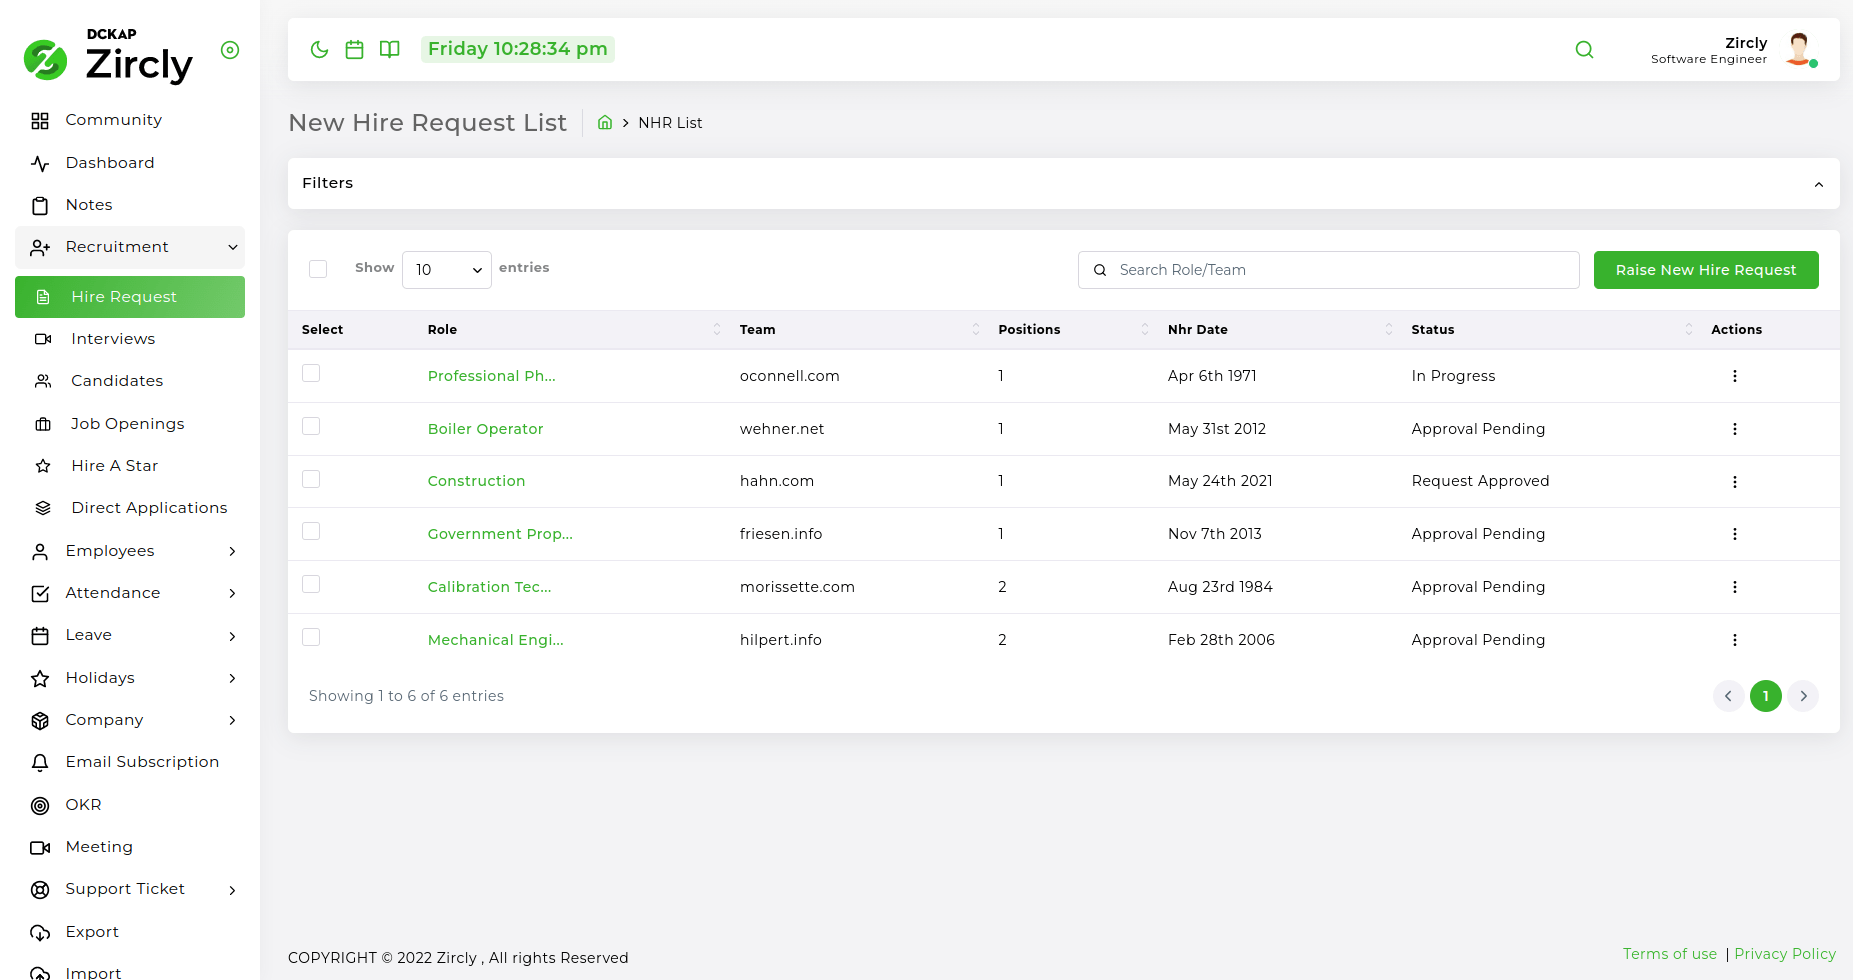 DCKAP
Zircly
Community
Dashboard
Notes
Recruitment
Hire Request
Interviews
Candidates
Job Openings
Hire A Star
Direct Applications
Employees
Attendance
Leave
Holidays
Company
Email Subscription
OKR
Meeting
Support Ticket
Export
Import
Friday 10:28:34 pm
Zircly
Software Engineer
New Hire Request List
NHR List
Filters
Show 10 entries
Search Role/Team
Raise New Hire Request
Select Role Team Positions Nhr Date Status Actions
Professional Ph... oconnell.com 1 Apr 6th 1971 In Progress
Boiler Operator wehner.net 1 May 31st 2012 Approval Pending
Construction hahn.com 1 May 24th 2021 Request Approved
Government Prop... friesen.info 1 Nov 7th 2013 Approval Pending
Calibration Tec... morissette.com 2 Aug 23rd 1984 Approval Pending
Mechanical Engi... hilpert.info 2 Feb 28th 2006 Approval Pending
Showing 1 to 6 of 6 entries
1
COPYRIGHT © 2022 Zircly , All rights Reserved
Terms of use | Privacy Policy